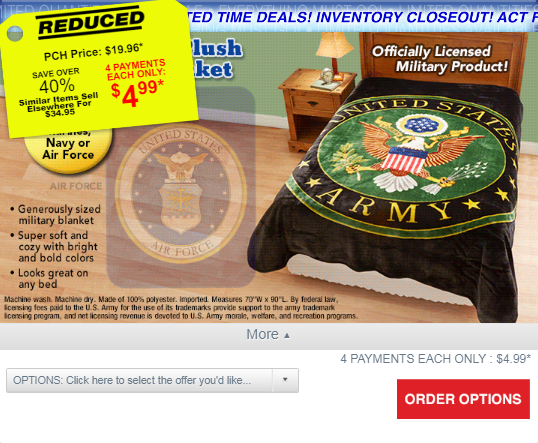 TED TIME DEALS! INVENTORY CLOSEOUT! ACT F
REDUCED
PCH Price: $19.96*
SAVE OVER
40%
Similar Items Sell
Elsewhere For
$34.95
4 PAYMENTS
EACH ONLY:
$4.99*
Plush
ket
Officially Licensed
Military Product!
Navy or
Air Force
AIR FORCE
UNITED STATES
AIR FORCE
UNITED STATES
ARMY
• Generously sized
military blanket
• Super soft and
cozy with bright
and bold colors
• Looks great on
any bed
Machine wash. Machine dry. Made of 100% polyester. Imported. Measures 70"W x 90"L. By federal law,
licensing fees paid to the U.S. Army for the use of its trademarks provide support to the army trademark
licensing program, and net licensing revenue is devoted to U.S. Army morale, welfare, and recreation programs.
More ▲
4 PAYMENTS EACH ONLY : $4.99*
OPTIONS: Click here to select the offer you'd like...
ORDER OPTIONS